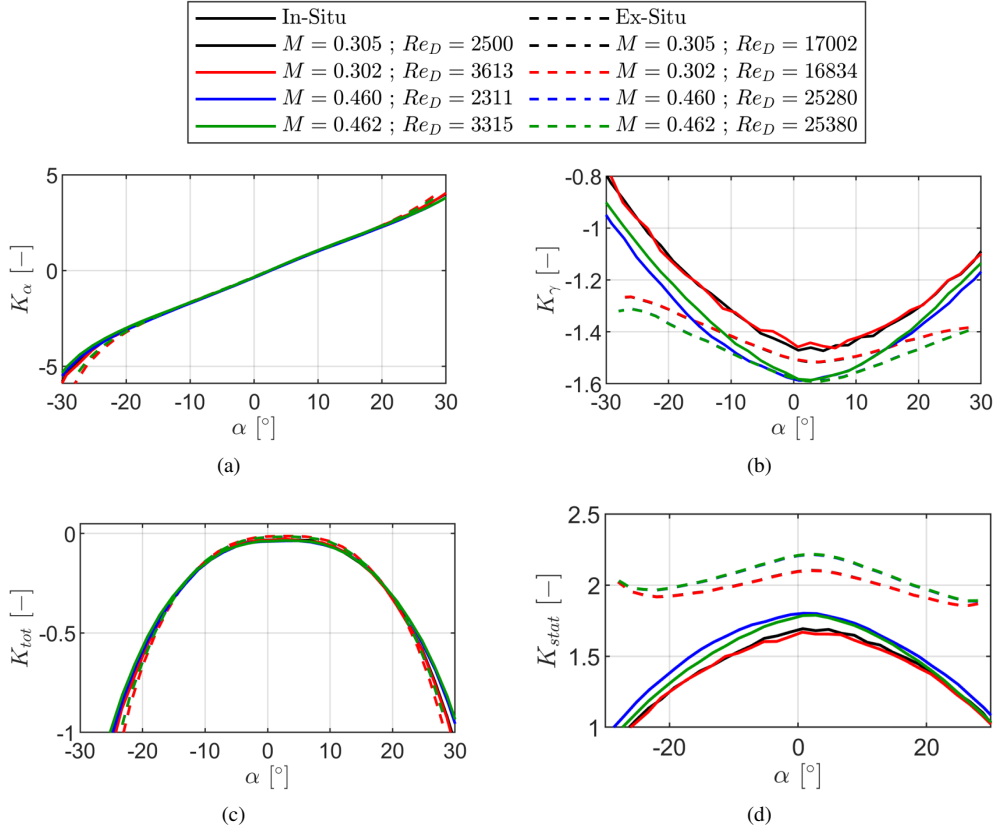 In-Situ Ex-Situ
M = 0.305 ; Re_D = 2500 M = 0.305 ; Re_D = 17002
M = 0.302 ; Re_D = 3613 M = 0.302 ; Re_D = 16834
M = 0.460 ; Re_D = 2311 M = 0.460 ; Re_D = 25280
M = 0.462 ; Re_D = 3315 M = 0.462 ; Re_D = 25380
5
0
-5
K_α [−]
-30 -20 -10 0 10 20 30
α [°]
(a)
-0.8
-1
-1.2
-1.4
-1.6
K_γ [−]
-30 -20 -10 0 10 20 30
α [°]
(b)
0
-0.5
-1
K_tot [−]
-30 -20 -10 0 10 20 30
α [°]
(c)
2.5
2
1.5
1
K_stat [−]
-20 0 20
α [°]
(d)